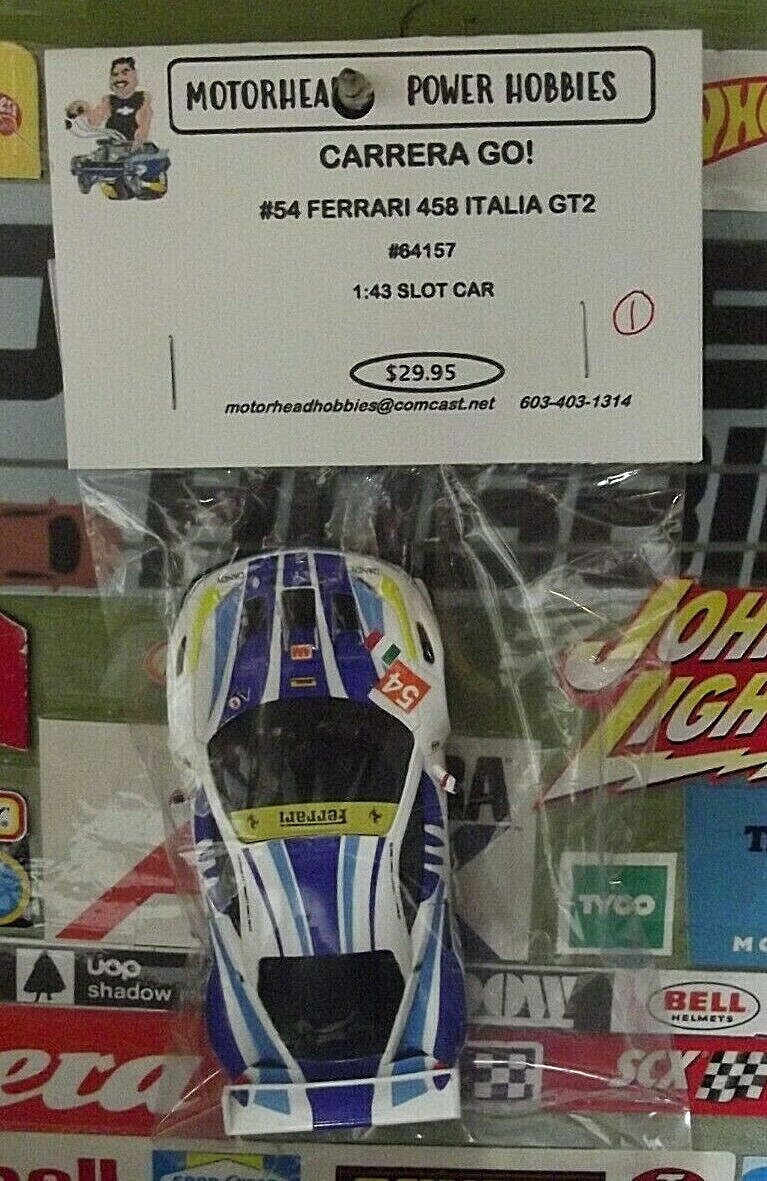 MOTORHEAD POWER HOBBIES
CARRERA GO!
#54 FERRARI 458 ITALIA GT2
#64157
1:43 SLOT CAR
1
$29.95
motorheadhobbies@comcast.net 603-403-1314
54
Ferrari
TYCO
uop
shadow
BELL
HELMETS
SCX